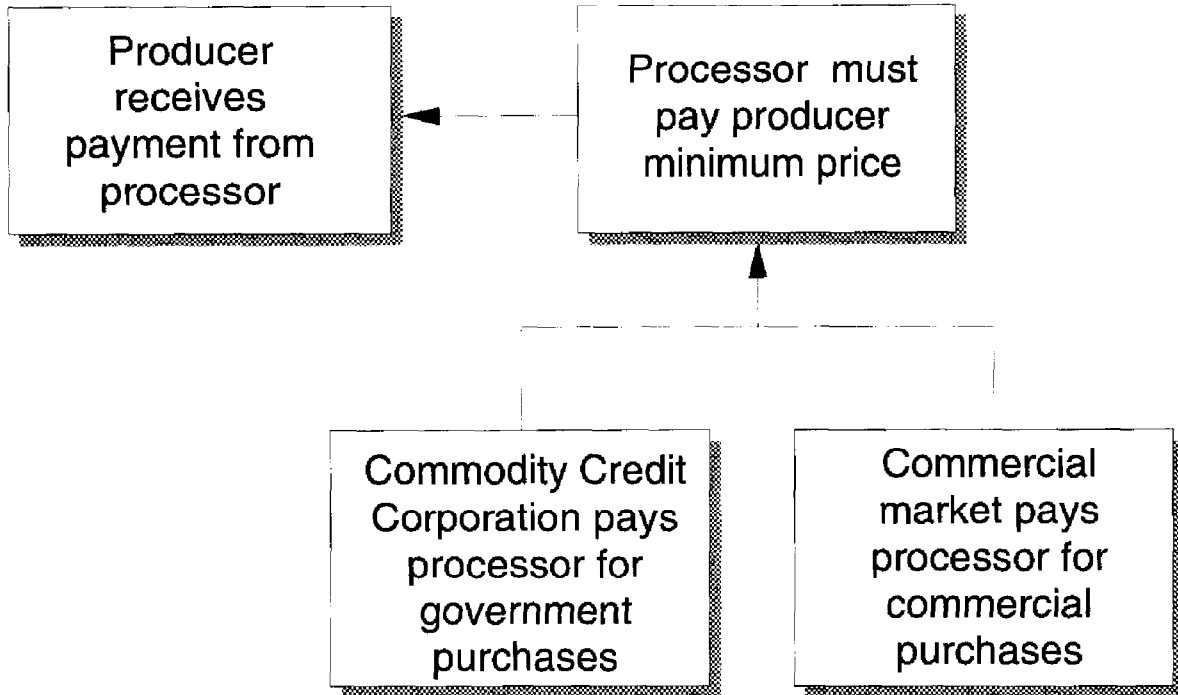 Producer
receives
payment from
processor
Processor must
pay producer
minimum price
Commodity Credit
Corporation pays
processor for
government
purchases
Commercial
market pays
processor for
commercial
purchases